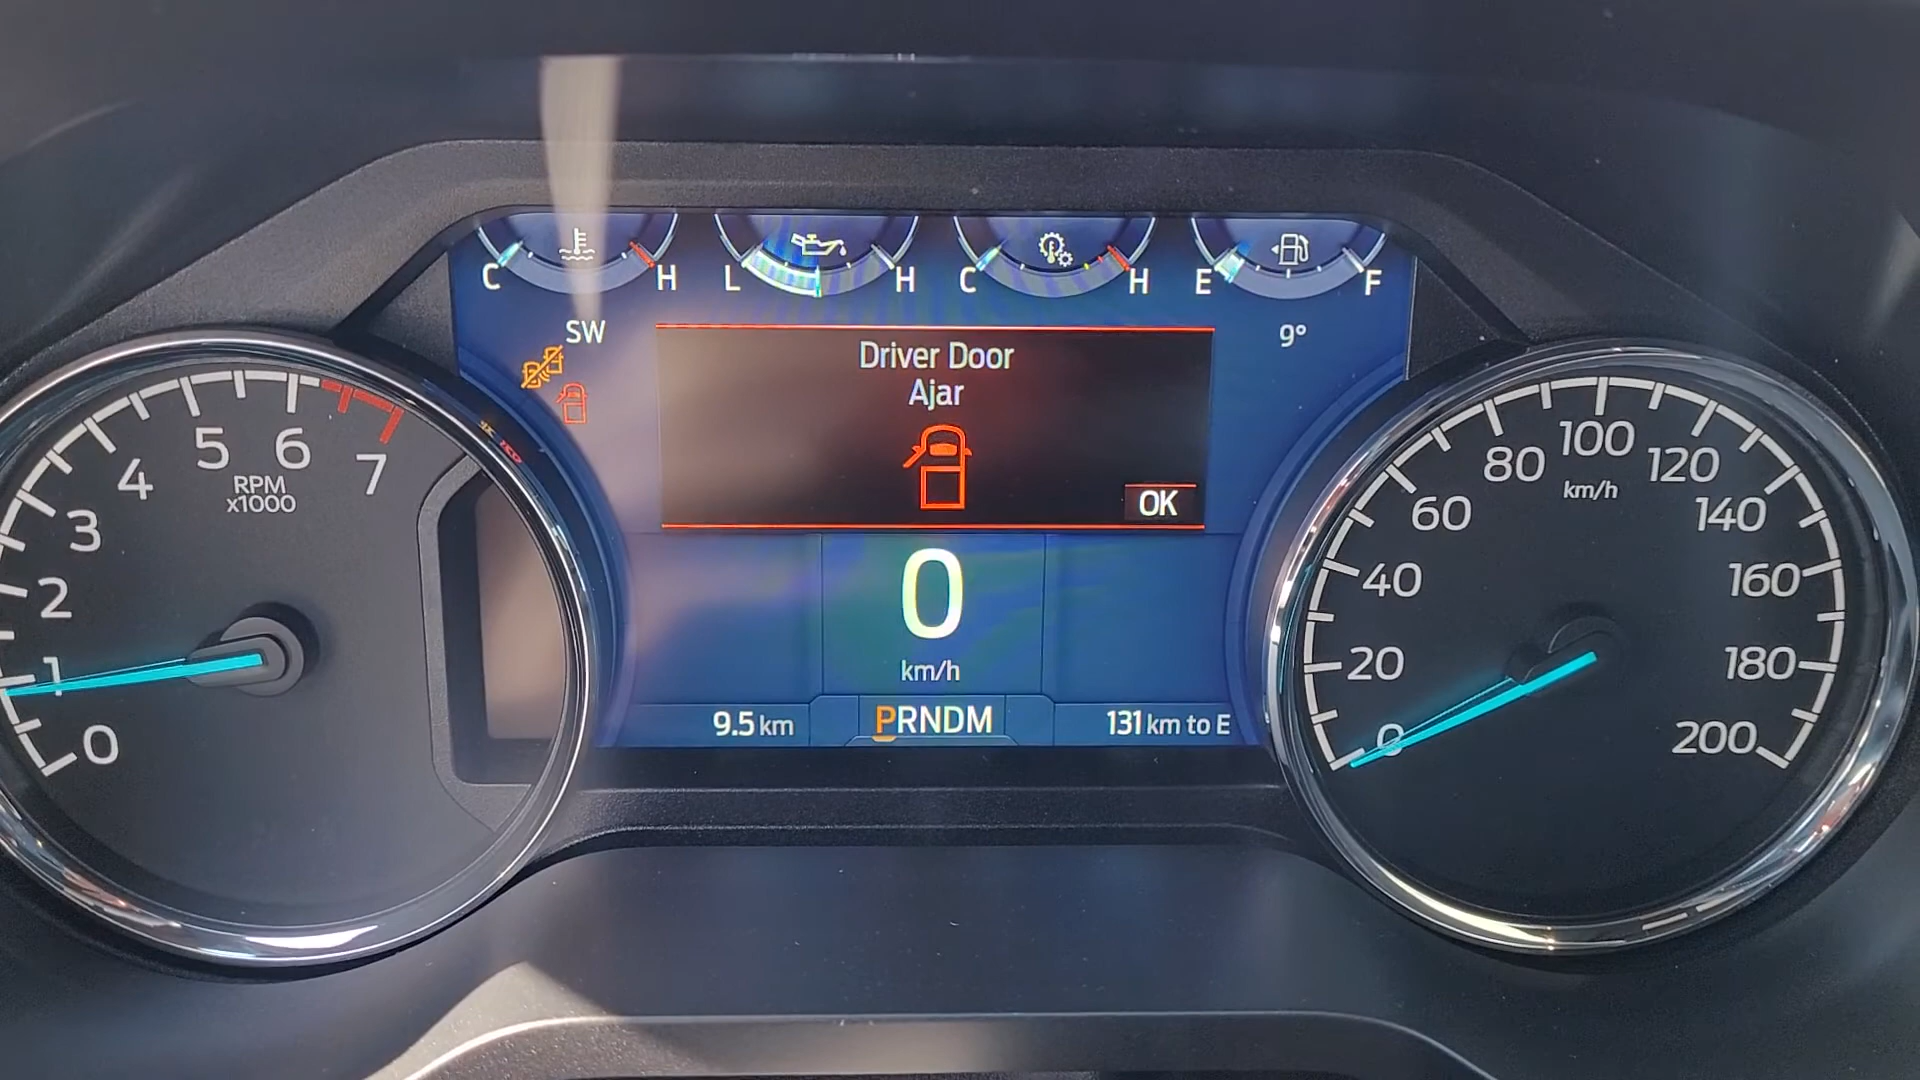 C H L H C H E F
SW
9°
Driver Door
Ajar
OK
0
km/h
9.5 km
PRNDM
131 km to E
0
1
2
3
4
5
6
7
RPM
x1000
0
20
40
60
80
100
120
140
160
180
200
km/h